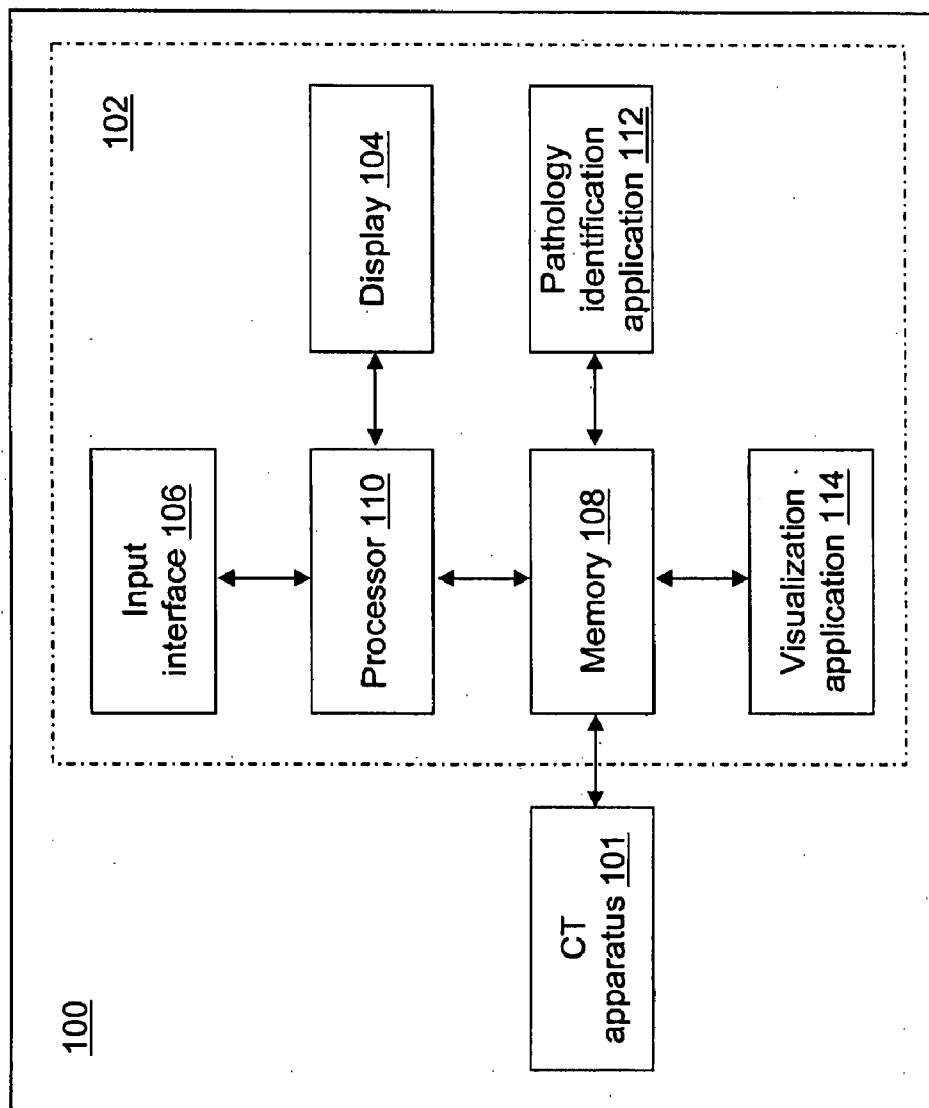 100
102
Input
interface 106
Processor 110
Display 104
CT
apparatus 101
Memory 108
Pathology
identification
application 112
Visualization
application 114